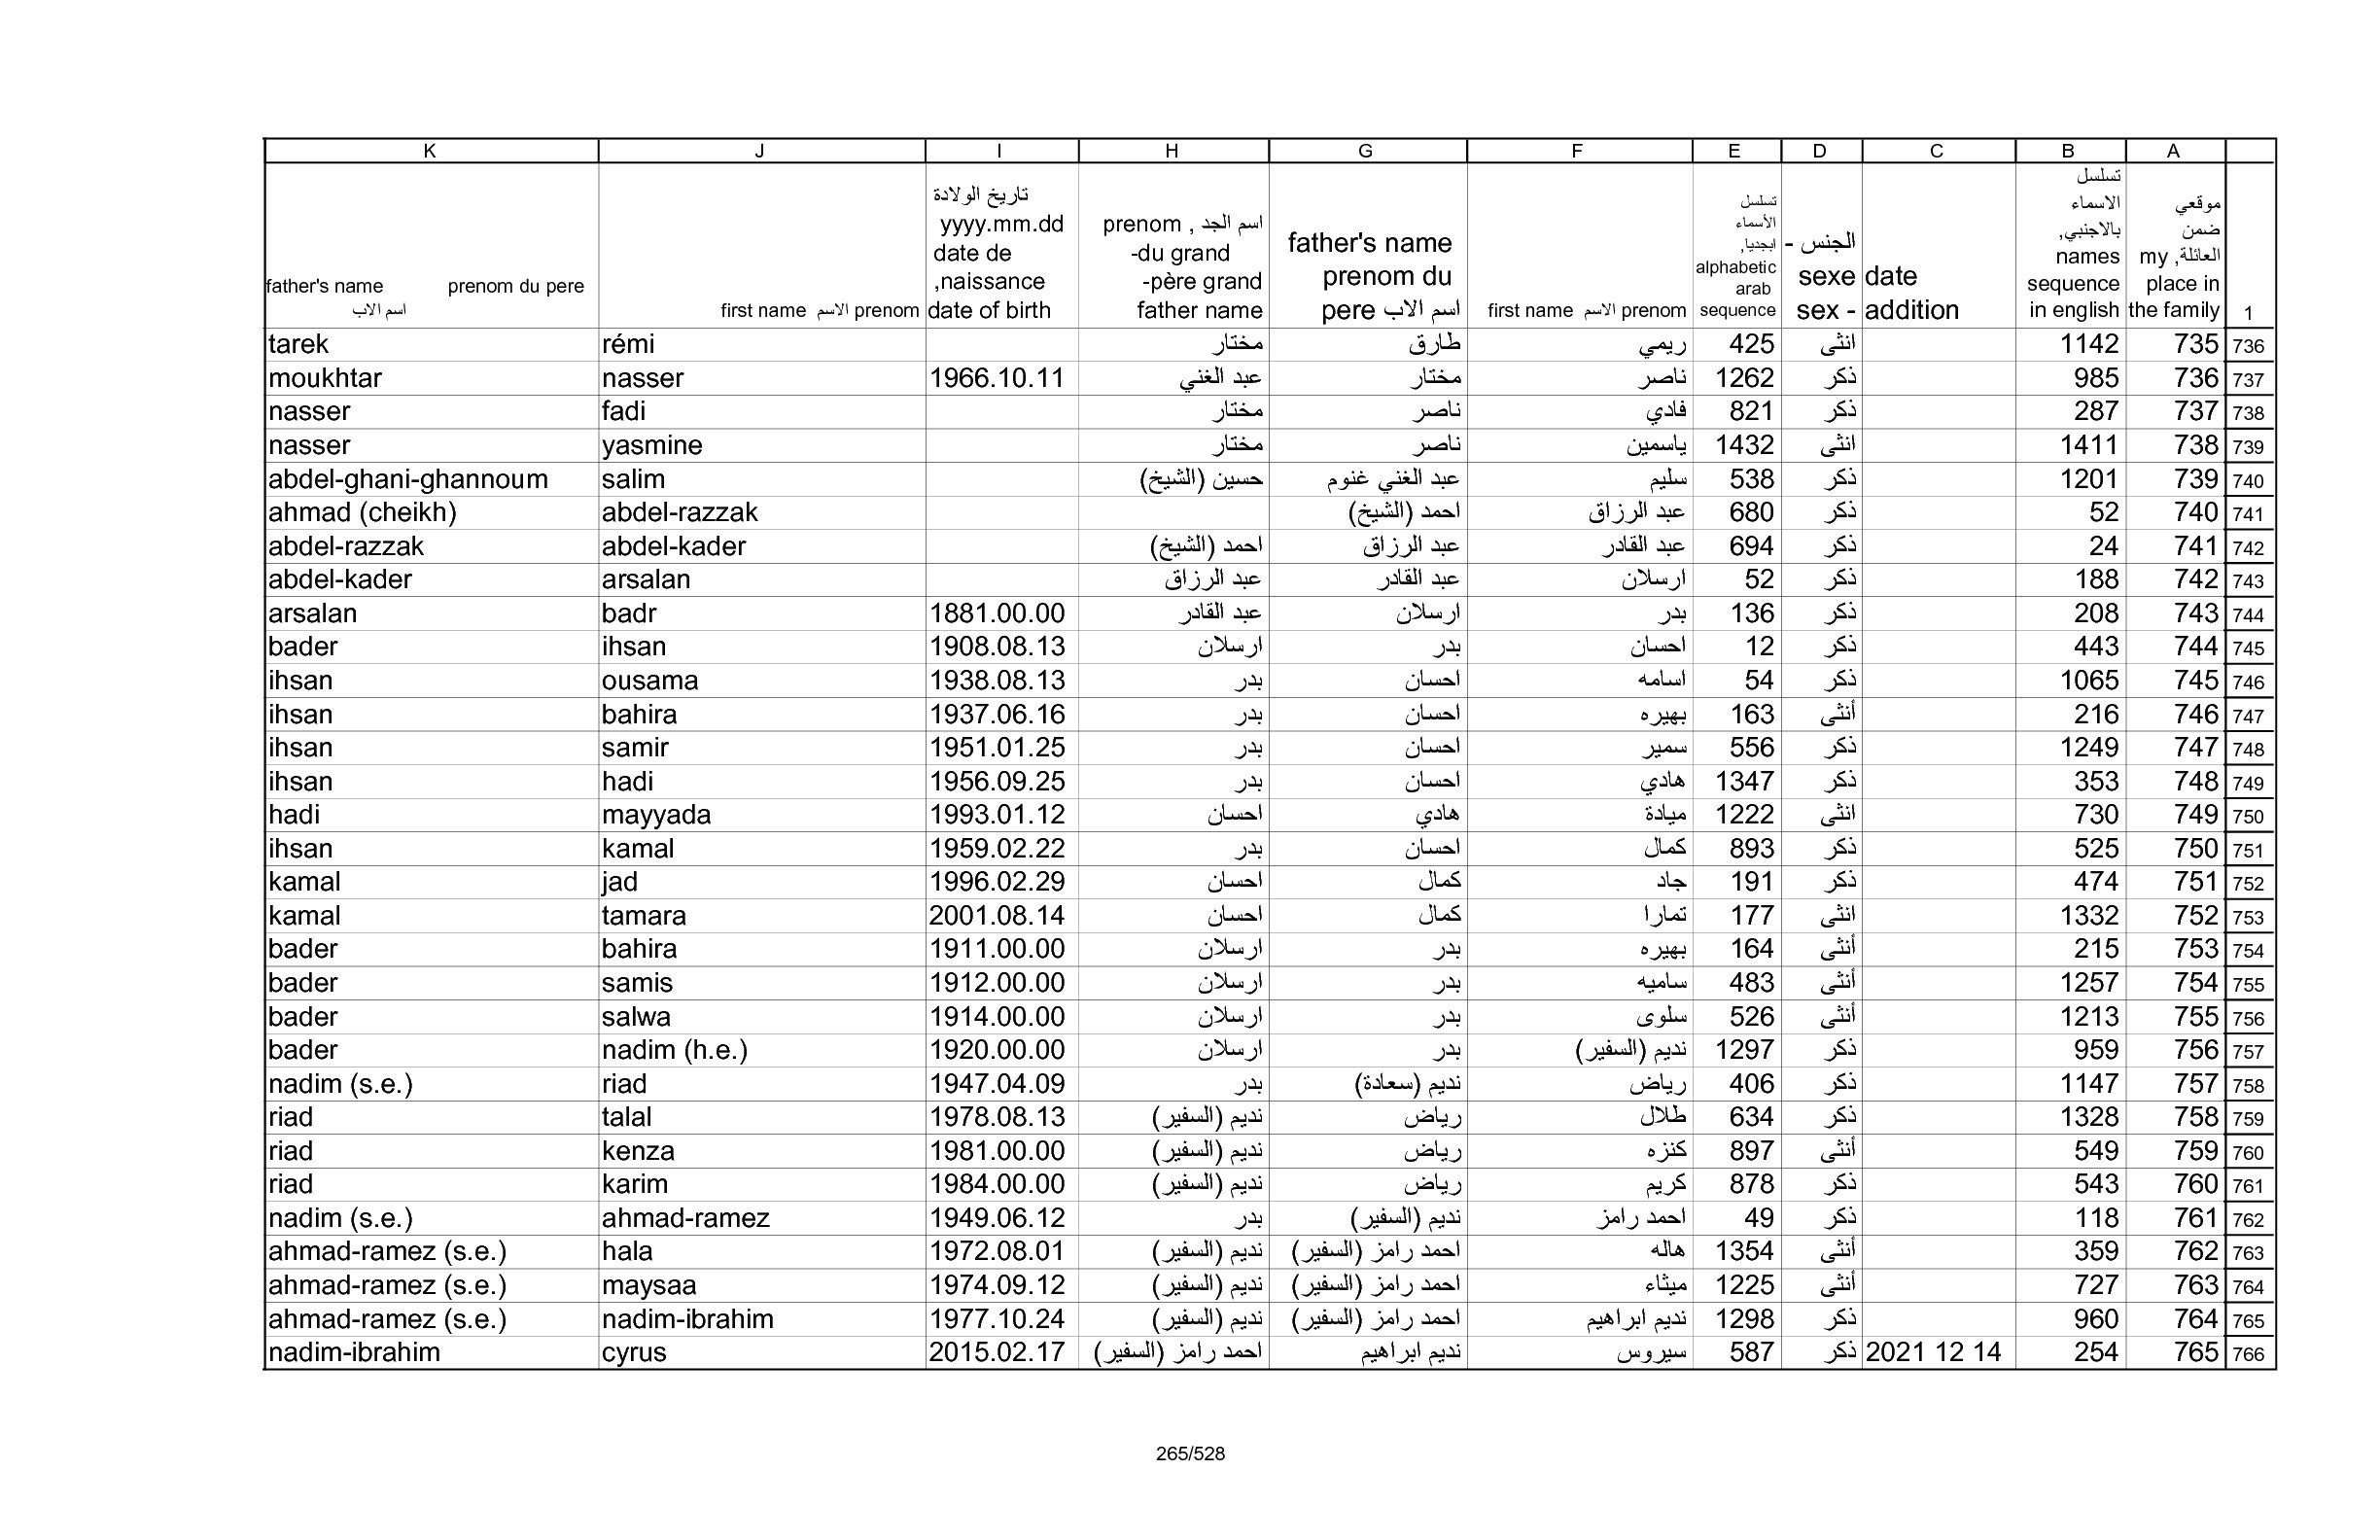 K J I H G F E D C B A
father's name prenom du pere اسم الاب | first name الاسم prenom | تاريخ الولادة yyyy.mm.dd date de naissance, date of birth | اسم الجد , prenom du grand- père grand- father name | father's name prenom du pere اسم الاب | first name الاسم prenom | تسلسل الأسماء ابجديا, alphabetic arab sequence | الجنس - sexe sex - | date addition | تسلسل الاسماء بالاجنبي, names sequence in english | موقعي ضمن العائلة, my place in the family | 1
tarek rémi مختار طارق ريمي 425 انثى 1142 735 736
moukhtar nasser 1966.10.11 عبد الغني مختار ناصر 1262 ذكر 985 736 737
nasser fadi مختار ناصر فادي 821 ذكر 287 737 738
nasser yasmine مختار ناصر ياسمين 1432 انثى 1411 738 739
abdel-ghani-ghannoum salim حسين (الشيخ) عبد الغني غنوم سليم 538 ذكر 1201 739 740
ahmad (cheikh) abdel-razzak احمد (الشيخ) عبد الرزاق 680 ذكر 52 740 741
abdel-razzak abdel-kader احمد (الشيخ) عبد الرزاق عبد القادر 694 ذكر 24 741 742
abdel-kader arsalan عبد الرزاق عبد القادر ارسلان 52 ذكر 188 742 743
arsalan badr 1881.00.00 عبد القادر ارسلان بدر 136 ذكر 208 743 744
bader ihsan 1908.08.13 ارسلان بدر احسان 12 ذكر 443 744 745
ihsan ousama 1938.08.13 بدر احسان اسامه 54 ذكر 1065 745 746
ihsan bahira 1937.06.16 بدر احسان بهيره 163 أنثى 216 746 747
ihsan samir 1951.01.25 بدر احسان سمير 556 ذكر 1249 747 748
ihsan hadi 1956.09.25 بدر احسان هادي 1347 ذكر 353 748 749
hadi mayyada 1993.01.12 احسان هادي ميادة 1222 انثى 730 749 750
ihsan kamal 1959.02.22 بدر احسان كمال 893 ذكر 525 750 751
kamal jad 1996.02.29 احسان كمال جاد 191 ذكر 474 751 752
kamal tamara 2001.08.14 احسان كمال تمارا 177 انثى 1332 752 753
bader bahira 1911.00.00 ارسلان بدر بهيره 164 أنثى 215 753 754
bader samis 1912.00.00 ارسلان بدر ساميه 483 أنثى 1257 754 755
bader salwa 1914.00.00 ارسلان بدر سلوى 526 أنثى 1213 755 756
bader nadim (h.e.) 1920.00.00 ارسلان بدر نديم (السفير) 1297 ذكر 959 756 757
nadim (s.e.) riad 1947.04.09 بدر نديم (سعادة) رياض 406 ذكر 1147 757 758
riad talal 1978.08.13 نديم (السفير) رياض طلال 634 ذكر 1328 758 759
riad kenza 1981.00.00 نديم (السفير) رياض كنزه 897 أنثى 549 759 760
riad karim 1984.00.00 نديم (السفير) رياض كريم 878 ذكر 543 760 761
nadim (s.e.) ahmad-ramez 1949.06.12 بدر نديم (السفير) احمد رامز 49 ذكر 118 761 762
ahmad-ramez (s.e.) hala 1972.08.01 نديم (السفير) احمد رامز (السفير) هاله 1354 أنثى 359 762 763
ahmad-ramez (s.e.) maysaa 1974.09.12 نديم (السفير) احمد رامز (السفير) ميثاء 1225 أنثى 727 763 764
ahmad-ramez (s.e.) nadim-ibrahim 1977.10.24 نديم (السفير) احمد رامز (السفير) نديم ابراهيم 1298 ذكر 960 764 765
nadim-ibrahim cyrus 2015.02.17 احمد رامز (السفير) نديم ابراهيم سيروس 587 ذكر 2021 12 14 254 765 766
265/528